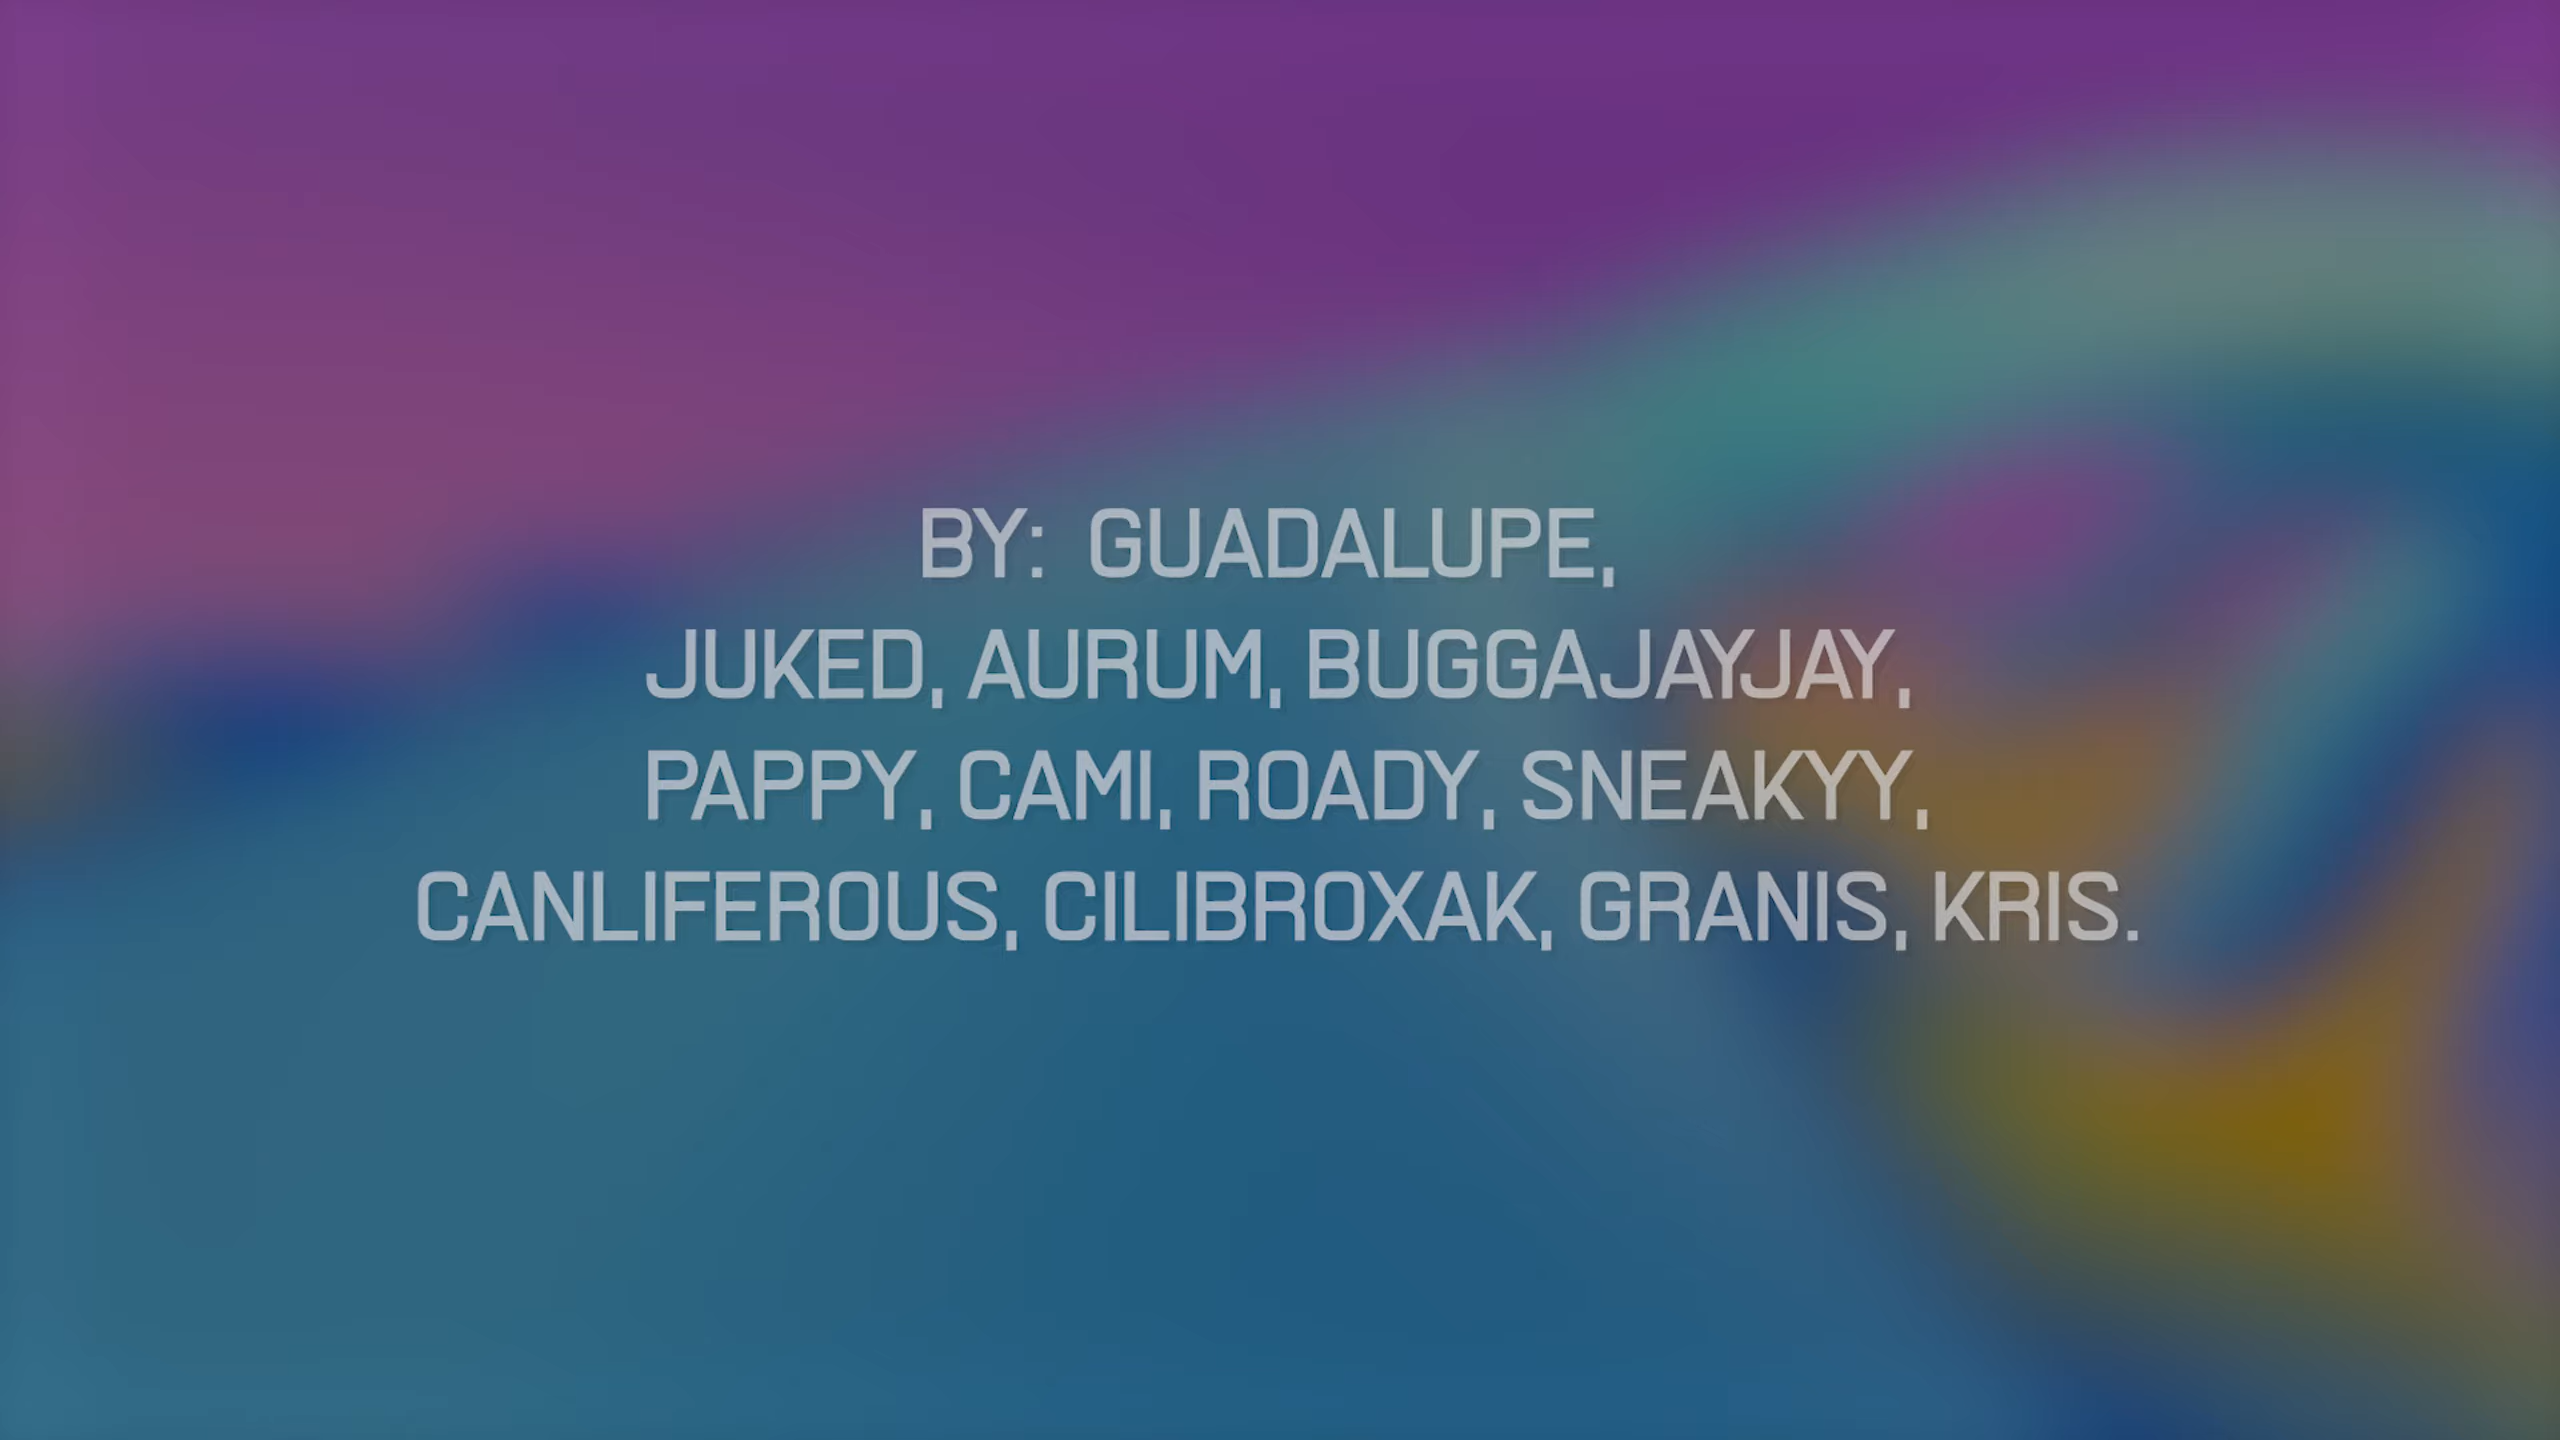 BY: GUADALUPE,
JUKED, AURUM, BUGGAJAYJAY,
PAPPY, CAMI, ROADY, SNEAKYY,
CANLIFEROUS, CILIBROXAK, GRANIS, KRIS.